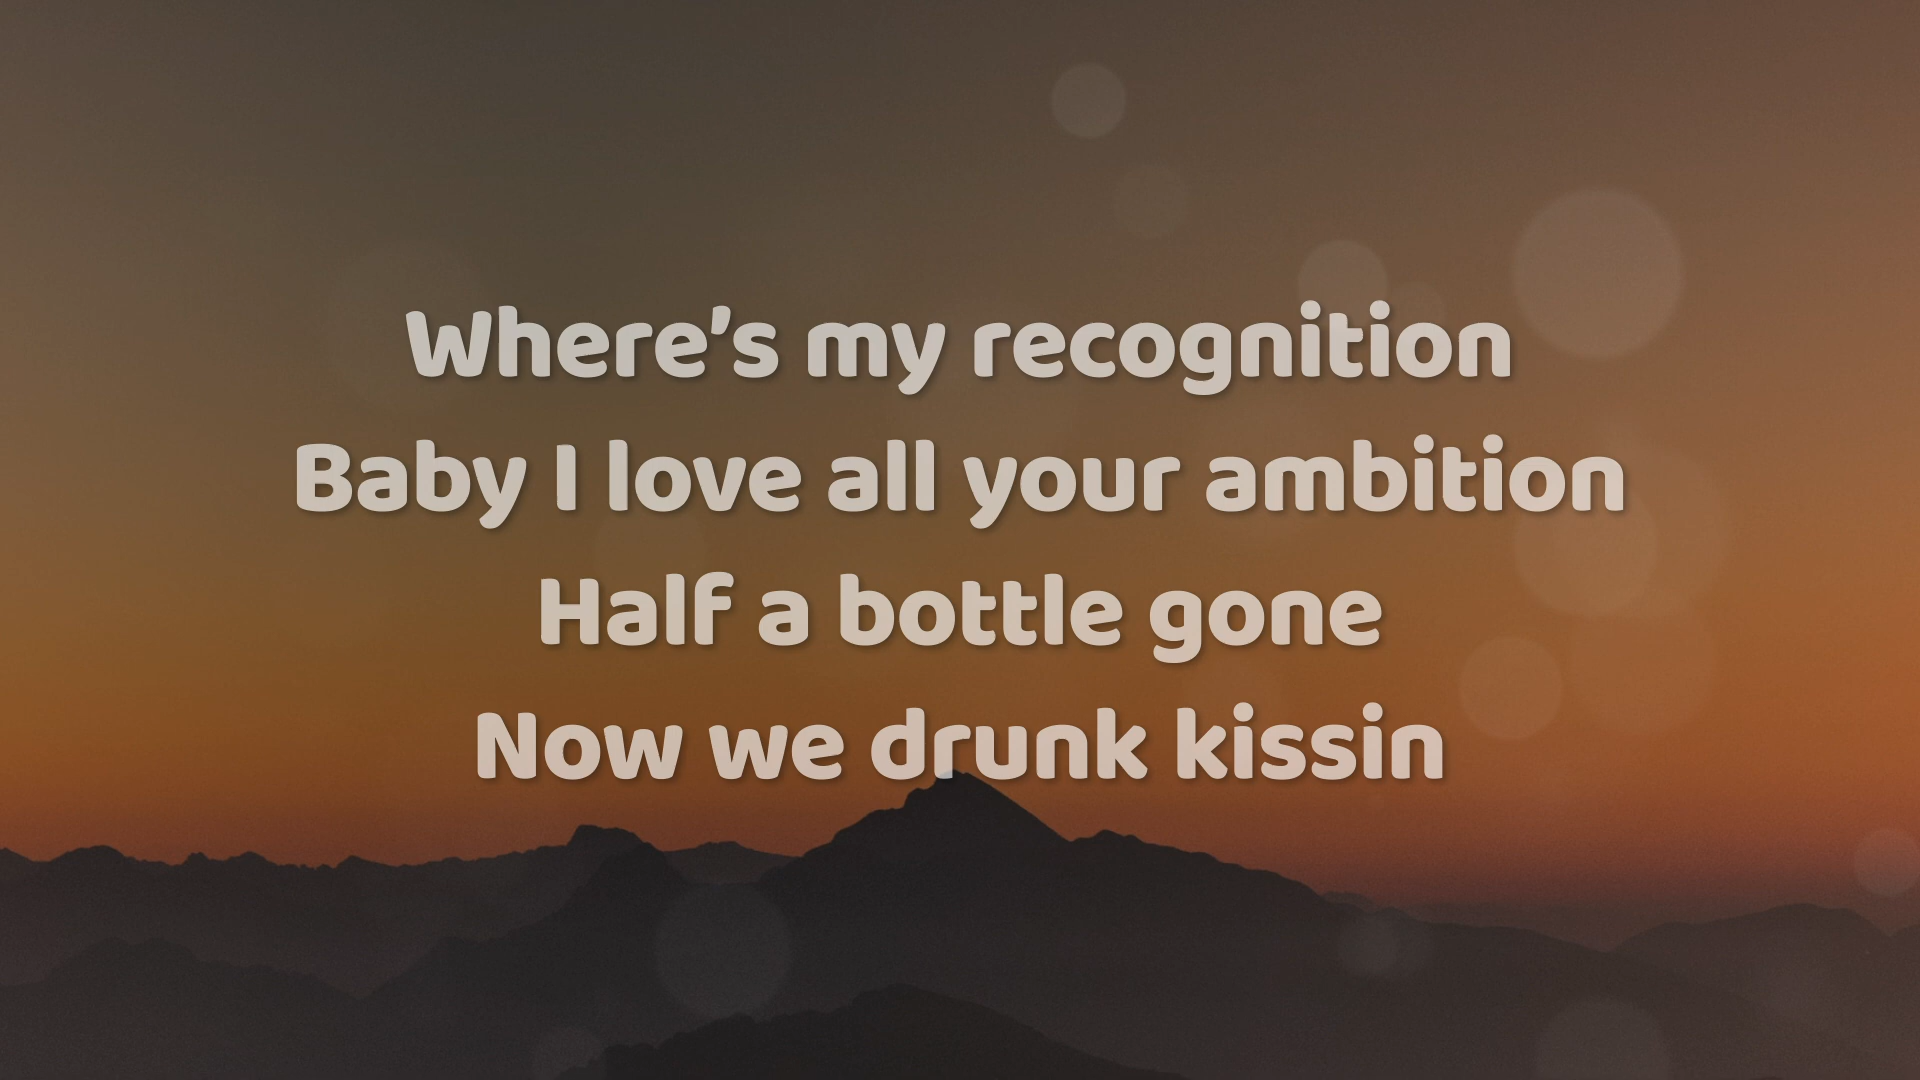 Where's my recognition
Baby I love all your ambition
Half a bottle gone
Now we drunk kissin